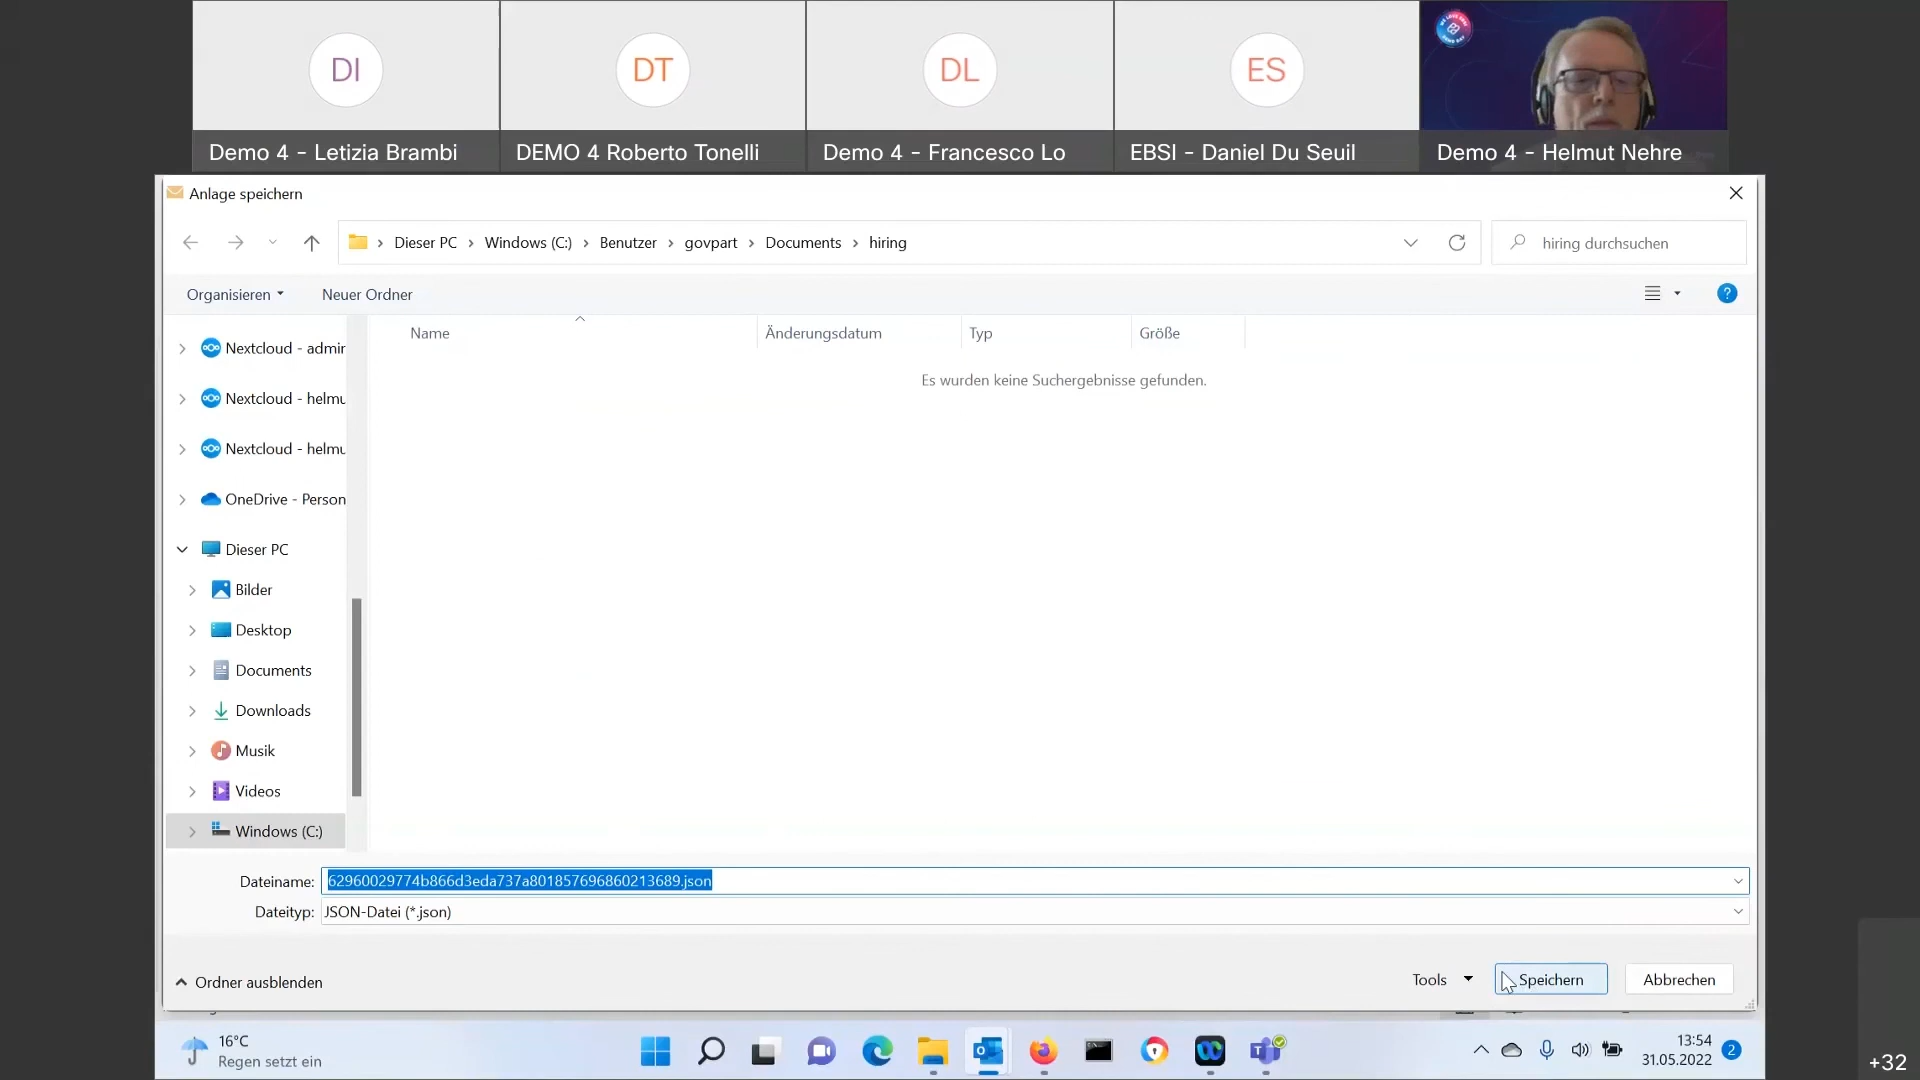 DI
DT
DL
ES
Demo 4 - Letizia Brambi
DEMO 4 Roberto Tonelli
Demo 4 - Francesco Lo
EBSI - Daniel Du Seuil
Demo 4 - Helmut Nehre
Anlage speichern
Dieser PC
Windows (C:)
Benutzer
govpart
Documents
hiring
hiring durchsuchen
Organisieren
Neuer Ordner
Name
Änderungsdatum
Typ
Größe
Es wurden keine Suchergebnisse gefunden.
Nextcloud - admir
Nextcloud - helmu
Nextcloud - helmu
OneDrive - Person
Dieser PC
Bilder
Desktop
Documents
Downloads
Musik
Videos
Windows (C:)
Dateiname:
62960029774b866d3eda737a801857696860213689.json
Dateityp:
JSON-Datei (*.json)
Ordner ausblenden
Tools
Speichern
Abbrechen
16°C
Regen setzt ein
13:54
31.05.2022
2
+32